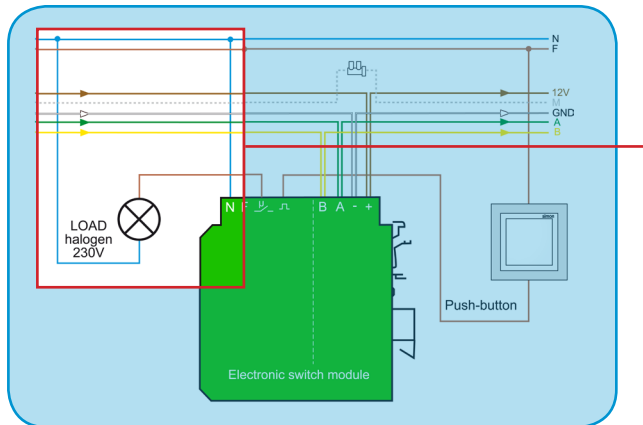 N
F
12V
M
GND
A
B
N F B A - +
LOAD
halogen
230V
Push-button
Electronic switch module